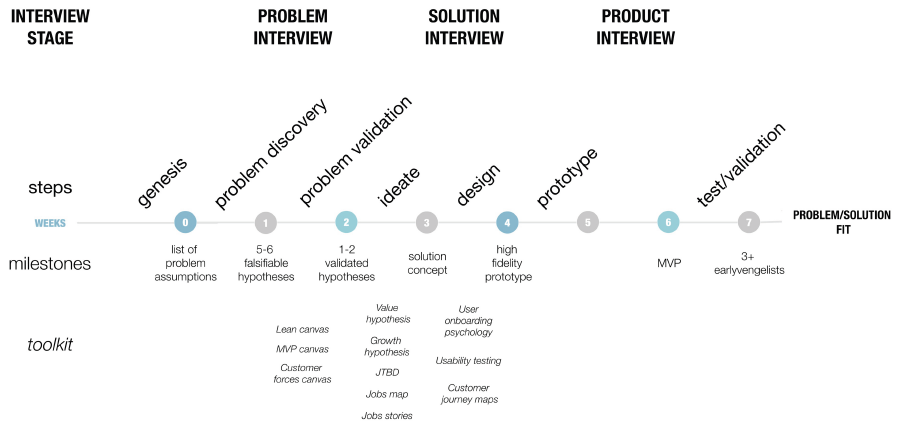 INTERVIEW
STAGE
PROBLEM
INTERVIEW
SOLUTION
INTERVIEW
PRODUCT
INTERVIEW
steps
genesis
problem discovery
problem validation
ideate
design
prototype
test/validation
WEEKS
0
1
2
3
4
5
6
7
PROBLEM/SOLUTION
FIT
milestones
list of
problem
assumptions
5-6
falsifiable
hypotheses
1-2
validated
hypotheses
solution
concept
high
fidelity
prototype
MVP
3+
earlyvengelists
toolkit
Lean canvas
MVP canvas
Customer
forces canvas
Value
hypothesis
Growth
hypothesis
JTBD
Jobs map
Jobs stories
User
onboarding
psychology
Usability testing
Customer
journey maps